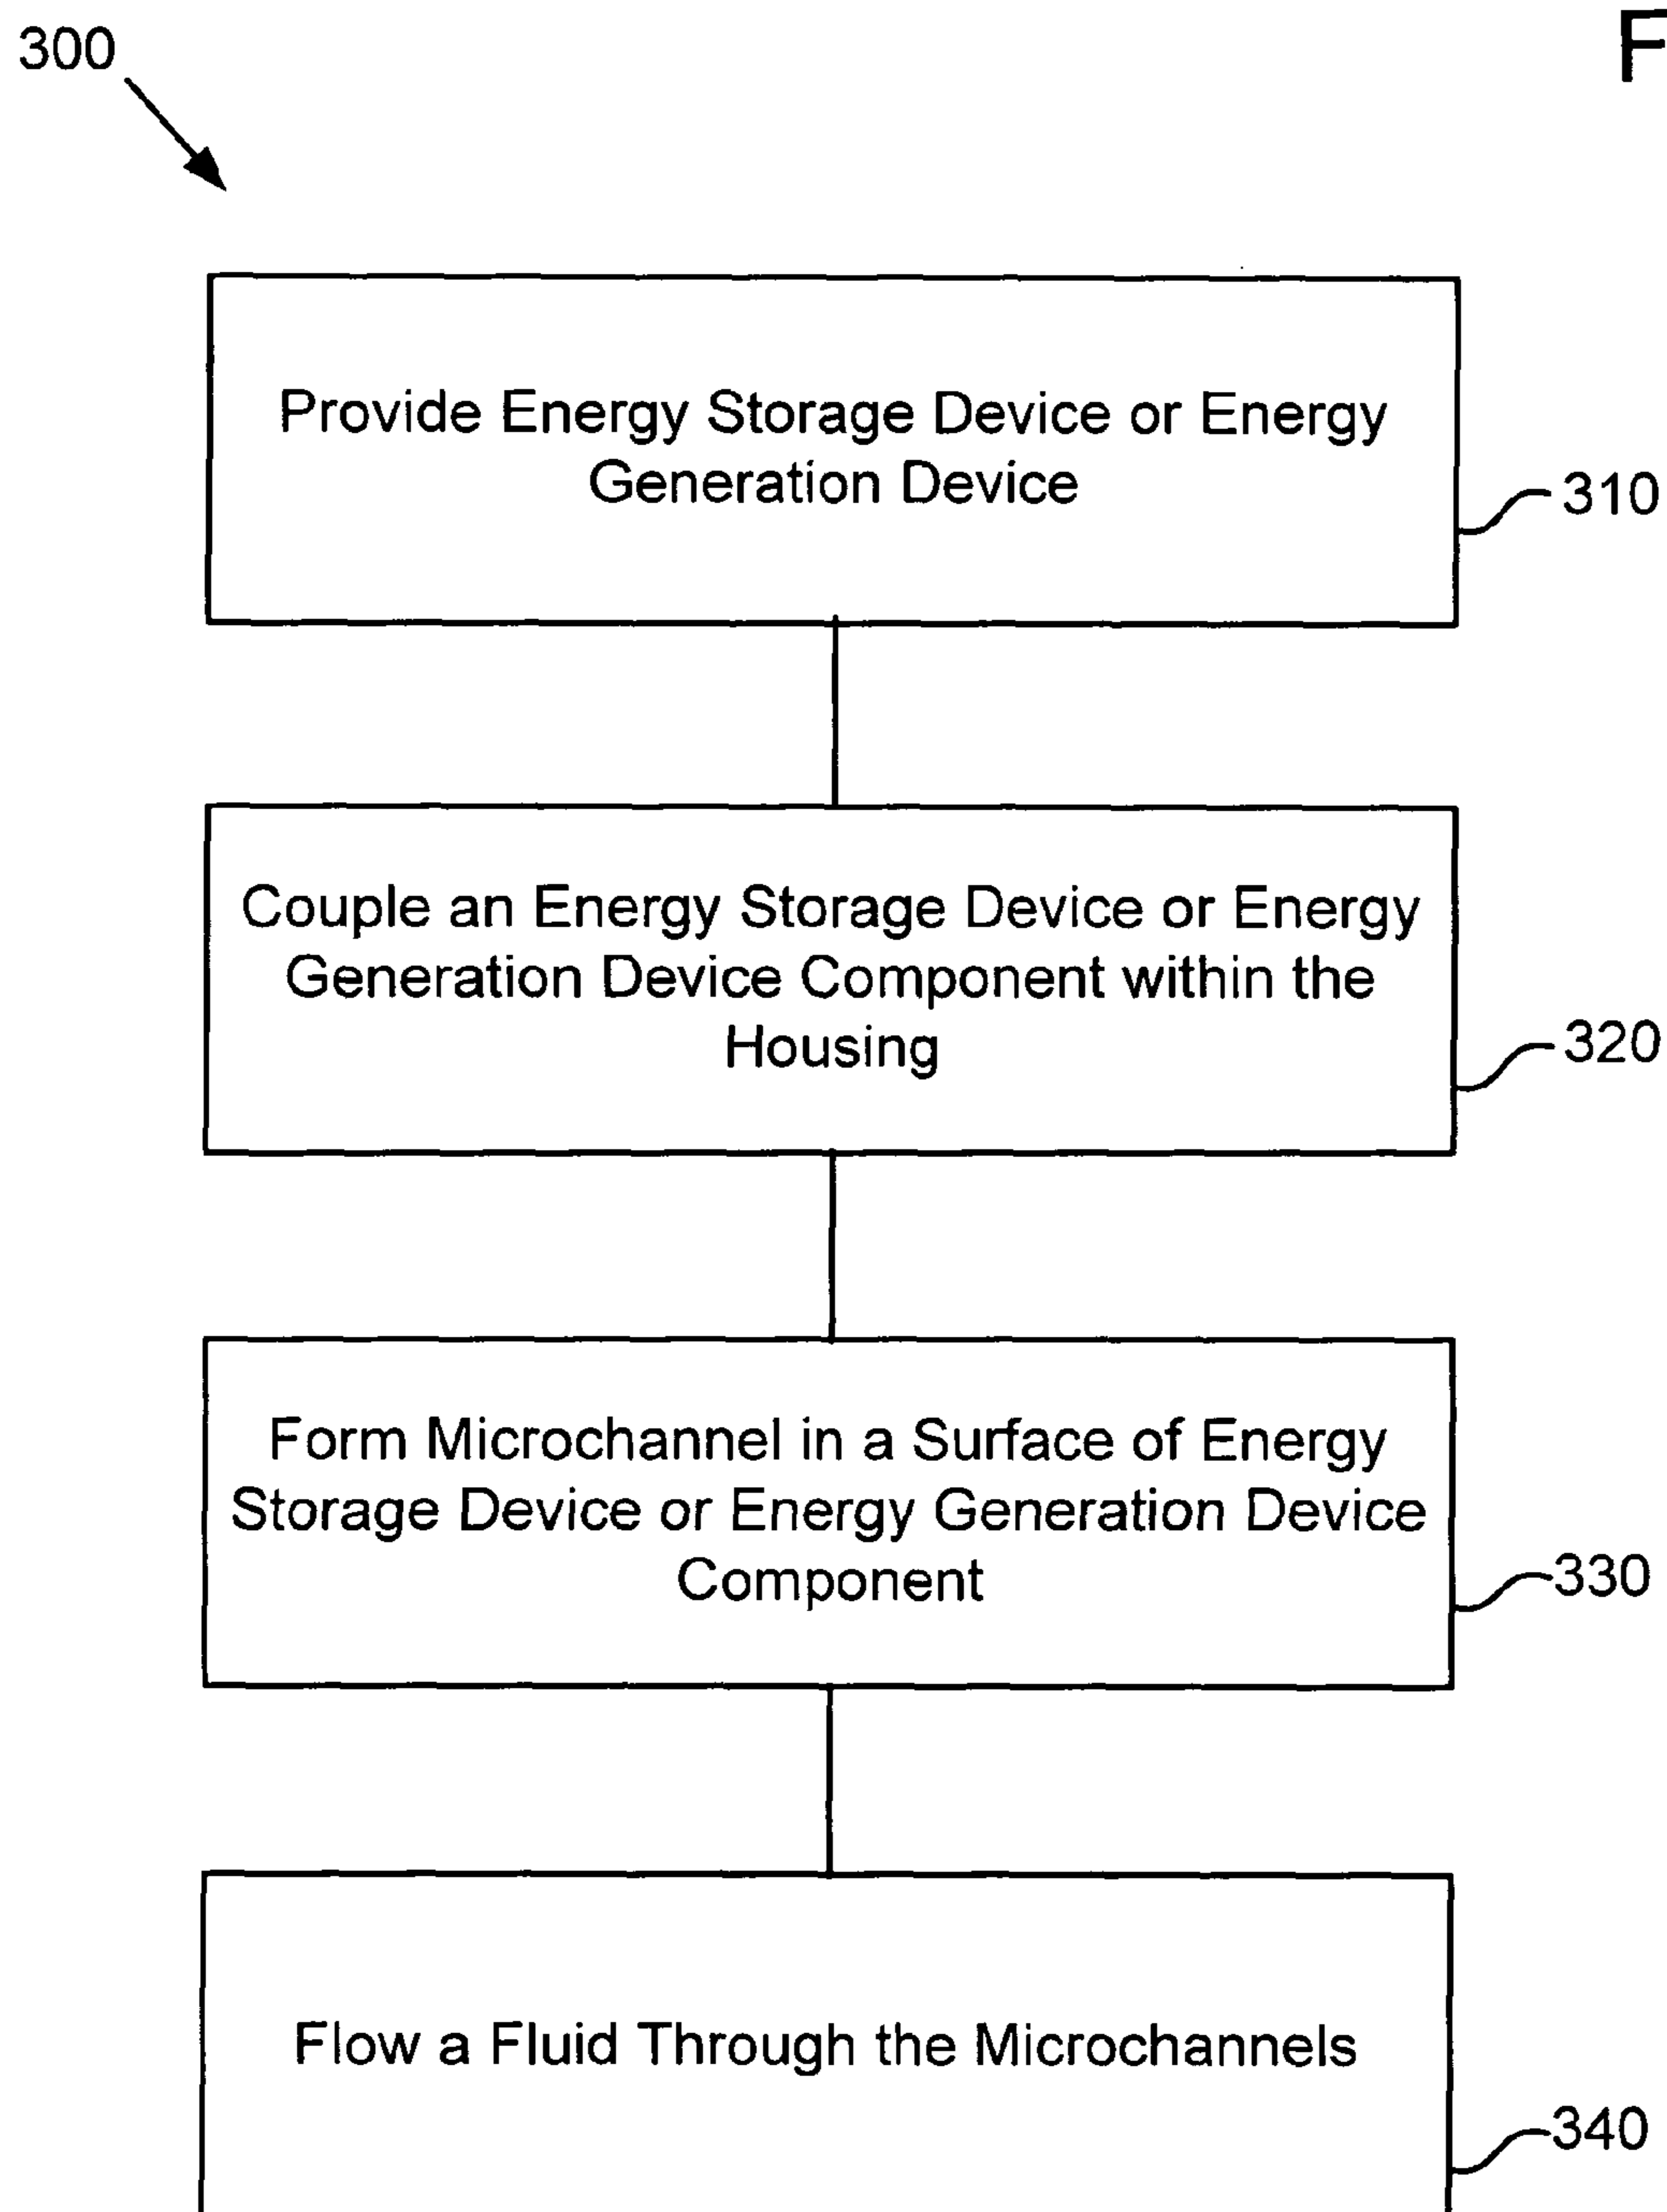 300
F
Provide Energy Storage Device or Energy
Generation Device
310
Couple an Energy Storage Device or Energy
Generation Device Component within the
Housing
320
Form Microchannel in a Surface of Energy
Storage Device or Energy Generation Device
Component
330
Flow a Fluid Through the Microchannels
340